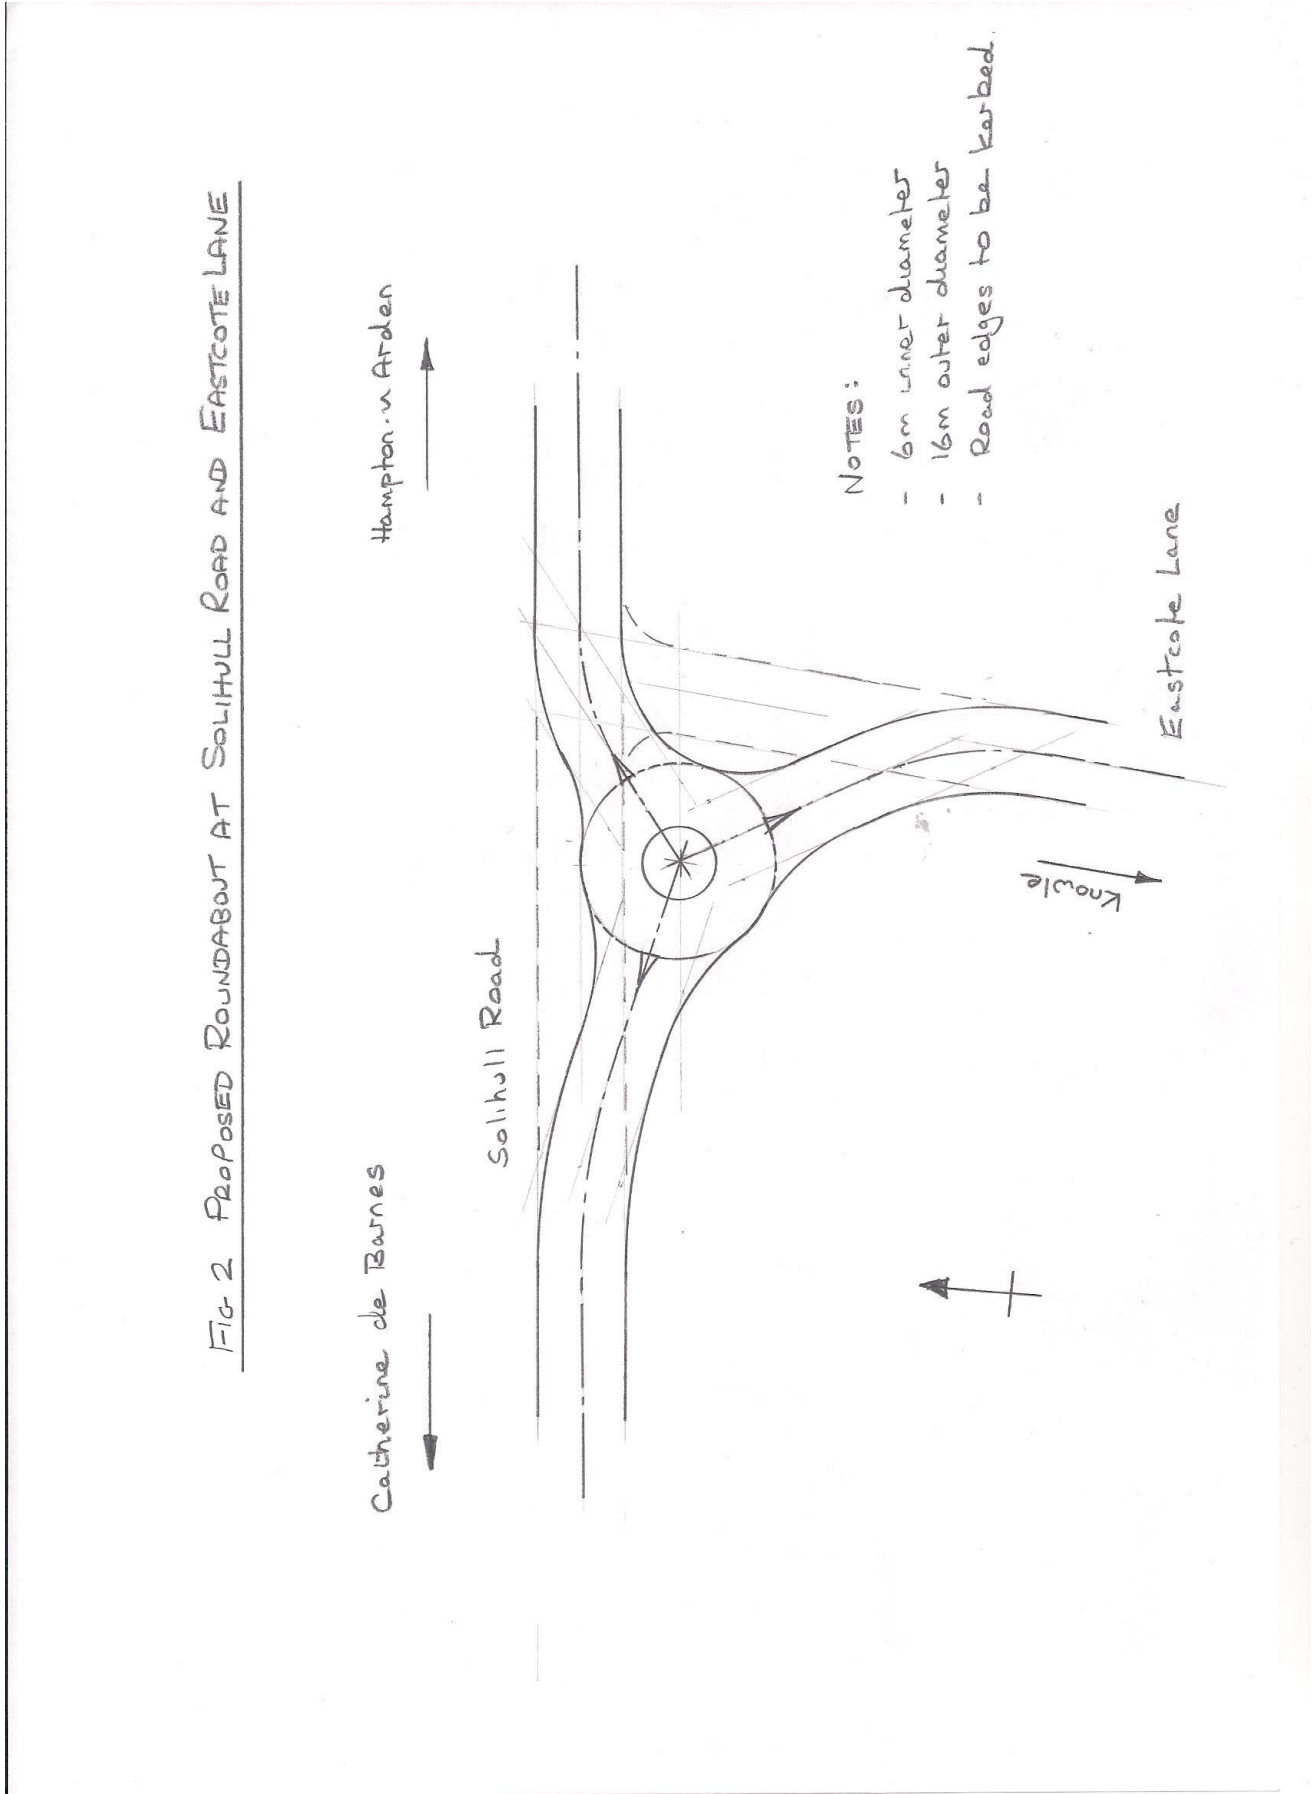 FIG 2 PROPOSED ROUNDABOUT AT SOLIHULL ROAD AND EASTCOTE LANE
Catherine de Barnes
Hampton-in Arden
Solihull Road
NOTES:
- 6m inner diameter
- 16m outer diameter
- Road edges to be kerbed.
Knowle
Eastcote Lane